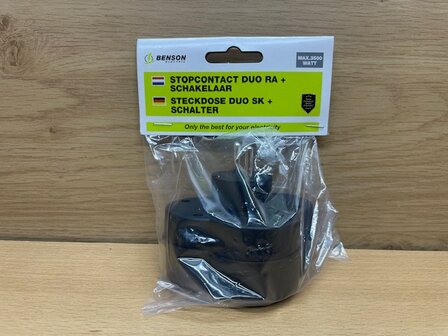 BENSON
MAX.3500
WATT
STOPCONTACT DUO RA +
SCHAKELAAR
STECKDOSE DUO SK +
SCHALTER
Only the best for your electricity